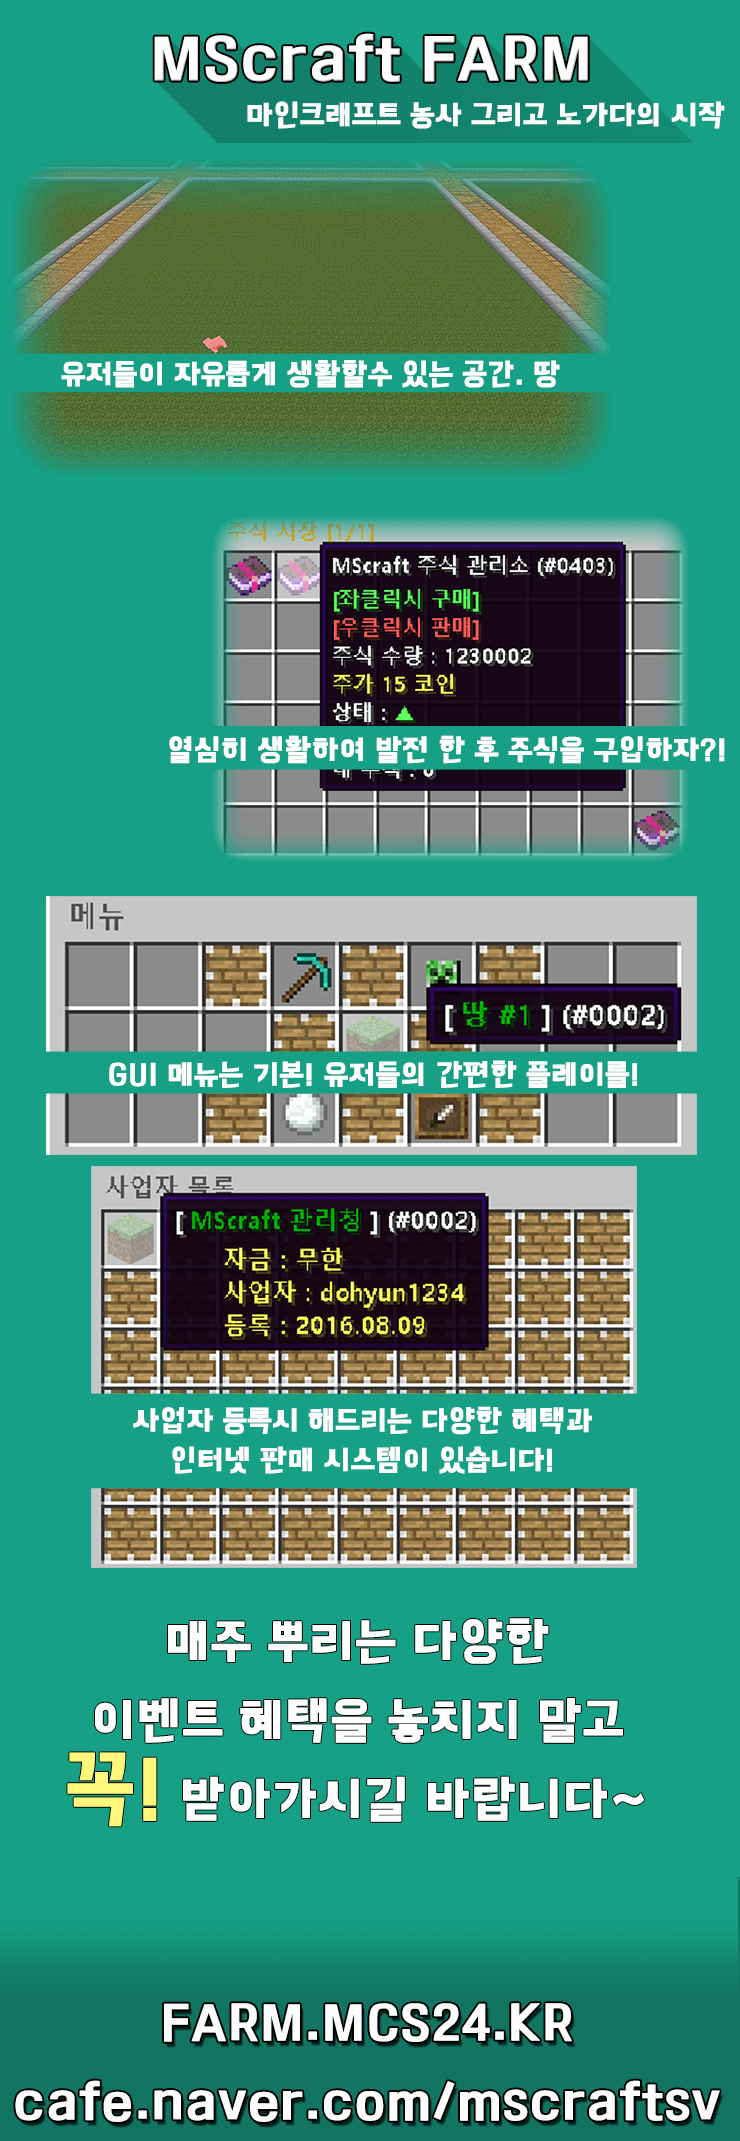 MScraft FARM
마인크래프트 농사 그리고 노가다의 시작
유저들이 자유롭게 생활할수 있는 공간. 땅
주식 시장 [1/1]
MScraft 주식 관리소 (#0403)
[좌클릭시 구매]
[우클릭시 판매]
주식 수량 : 1230002
주가 15 코인
상태 : ▲
열심히 생활하여 발전 한 후 주식을 구입하자?!
메뉴
[ 땅 #1 ] (#0002)
GUI 메뉴는 기본! 유저들의 간편한 플레이를!
사업자 목록
[ MScraft 관리청 ] (#0002)
자금 : 무한
사업자 : dohyun1234
등록 : 2016.08.09
사업자 등록시 해드리는 다양한 혜택과
인터넷 판매 시스템이 있습니다!
매주 뿌리는 다양한
이벤트 혜택을 놓치지 말고
꼭! 받아가시길 바랍니다~
FARM.MCS24.KR
cafe.naver.com/mscraftsv